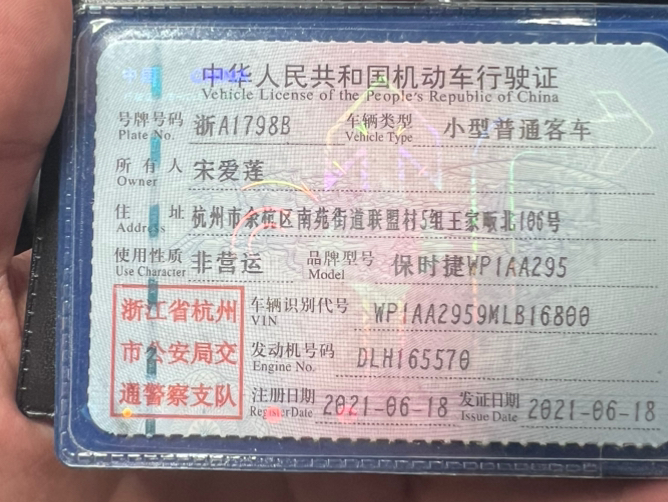 中华人民共和国机动车行驶证
Vehicle License of the People's Republic of China
号牌号码 浙A1798B 车辆类型 小型普通客车
Plate No. Vehicle Type
所有人 宋爱莲
Owner
住址 杭州市余杭区南苑街道联盟村5组王家畈北106号
Address
使用性质 非营运 品牌型号 保时捷WP1AA295
Use Character Model
浙江省杭州 车辆识别代号 WP1AA2959MLB16800
VIN
市公安局交 发动机号码 DLH165570
Engine No.
通警察支队 注册日期 2021-06-18 发证日期 2021-06-18
Register Date Issue Date